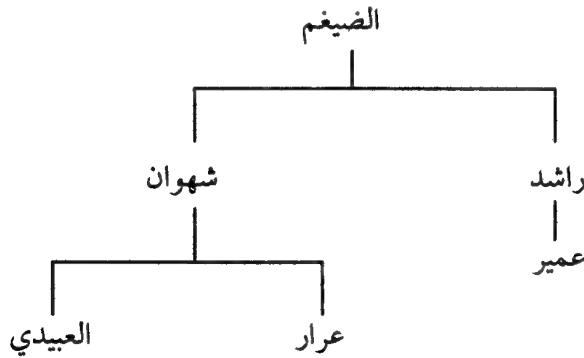 الضيغم
راشد
شهوان
عمير
عرار
العبيدي